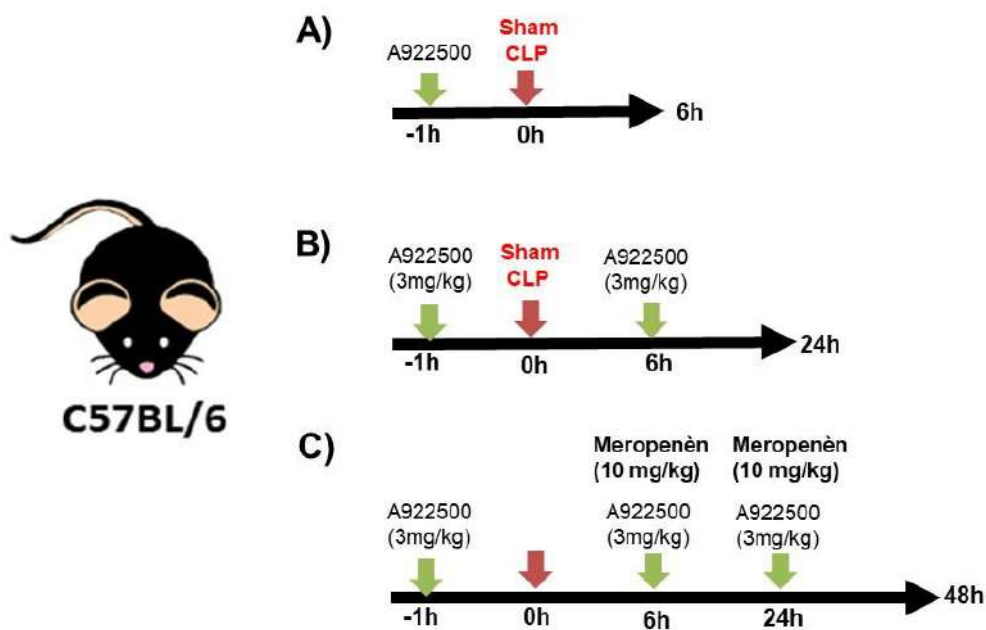 A)
A922500
Sham
CLP
-1h
0h
6h
B)
A922500
(3mg/kg)
Sham
CLP
A922500
(3mg/kg)
-1h
0h
6h
24h
C57BL/6
C)
Meropenèn
(10 mg/kg)
Meropenèn
(10 mg/kg)
A922500
(3mg/kg)
A922500
(3mg/kg)
A922500
(3mg/kg)
-1h
0h
6h
24h
48h